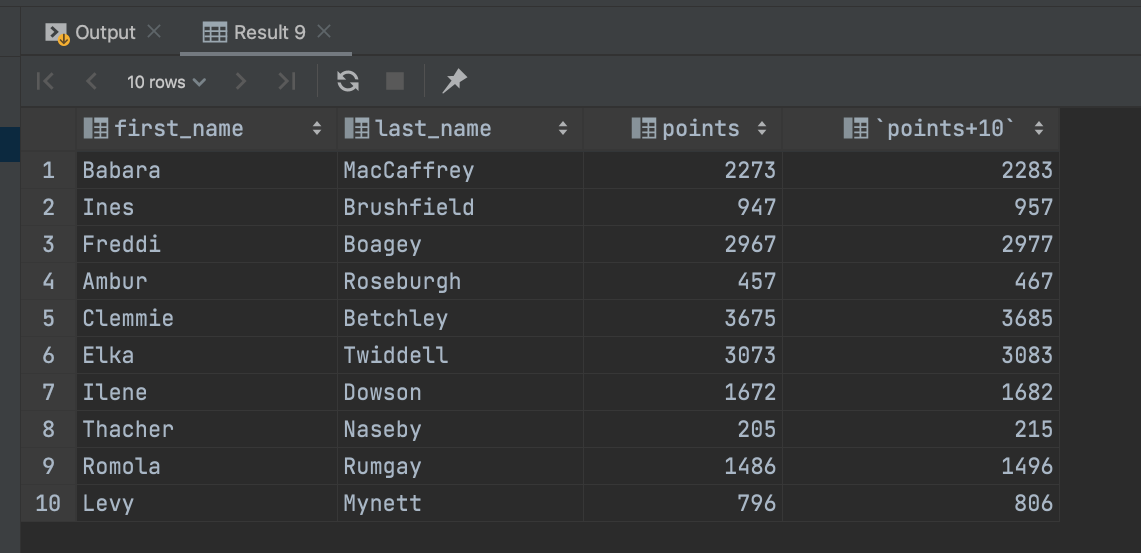 Output Result 9
10 rows
first_name last_name points `points+10`
1 Babara MacCaffrey 2273 2283
2 Ines Brushfield 947 957
3 Freddi Boagey 2967 2977
4 Ambur Roseburgh 457 467
5 Clemmie Betchley 3675 3685
6 Elka Twiddell 3073 3083
7 Ilene Dowson 1672 1682
8 Thacher Naseby 205 215
9 Romola Rumgay 1486 1496
10 Levy Mynett 796 806